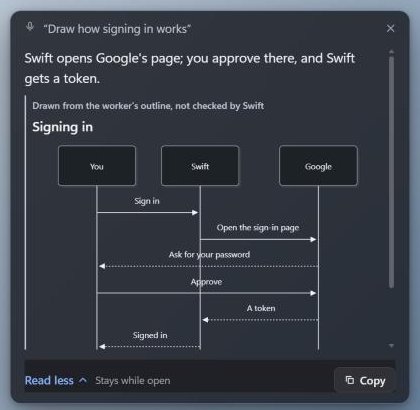 “Draw how signing in works”
Swift opens Google's page; you approve there, and Swift
gets a token.
Drawn from the worker's outline, not checked by Swift
Signing in
You Swift Google
Sign in
Open the sign-in page
Ask for your password
Approve
A token
Signed in
Read less Stays while open Copy